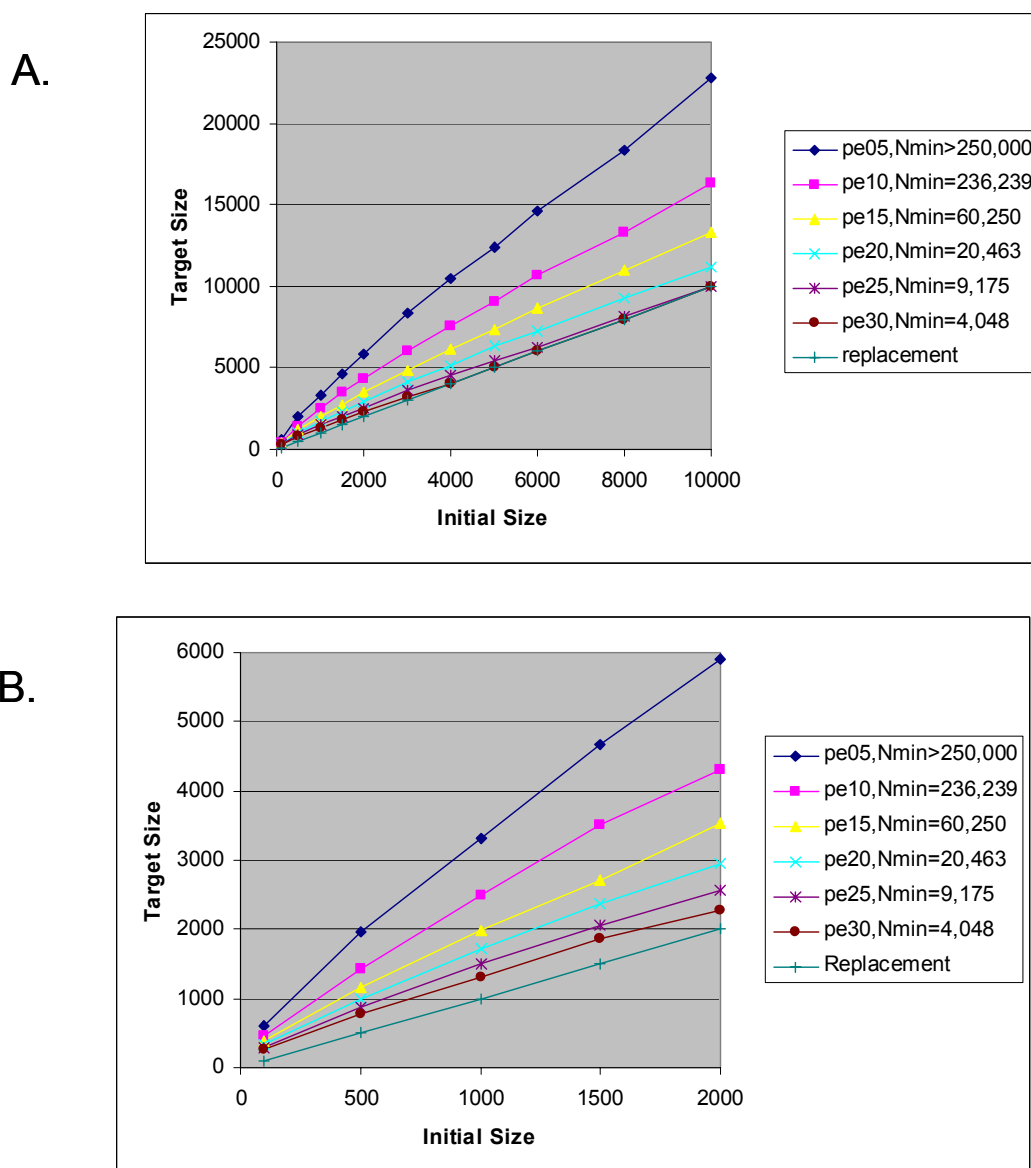 A.
25000
20000
15000
10000
5000
0
Target Size
0 2000 4000 6000 8000 10000
Initial Size
pe05,Nmin>250,000
pe10,Nmin=236,239
pe15,Nmin=60,250
pe20,Nmin=20,463
pe25,Nmin=9,175
pe30,Nmin=4,048
replacement
B.
6000
5000
4000
3000
2000
1000
0
Target Size
0 500 1000 1500 2000
Initial Size
pe05,Nmin>250,000
pe10,Nmin=236,239
pe15,Nmin=60,250
pe20,Nmin=20,463
pe25,Nmin=9,175
pe30,Nmin=4,048
Replacement